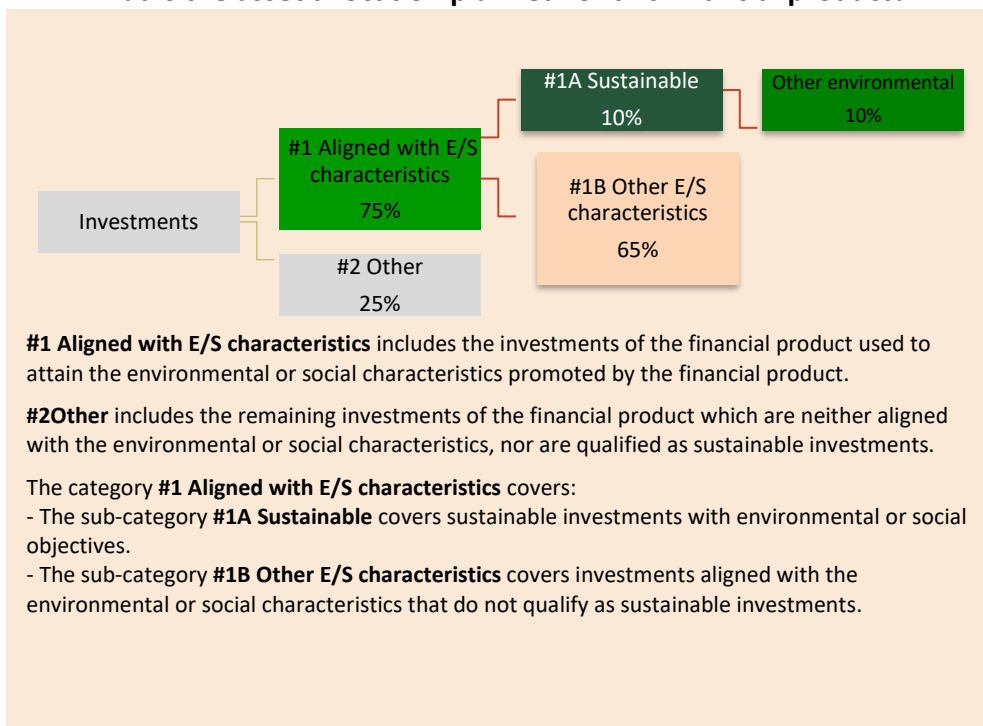 #1A Sustainable
10%
Other environmental
10%
#1 Aligned with E/S
characteristics
75%
#1B Other E/S
characteristics
65%
Investments
#2 Other
25%
#1 Aligned with E/S characteristics includes the investments of the financial product used to
attain the environmental or social characteristics promoted by the financial product.
#2Other includes the remaining investments of the financial product which are neither aligned
with the environmental or social characteristics, nor are qualified as sustainable investments.
The category #1 Aligned with E/S characteristics covers:
- The sub-category #1A Sustainable covers sustainable investments with environmental or social
objectives.
- The sub-category #1B Other E/S characteristics covers investments aligned with the
environmental or social characteristics that do not qualify as sustainable investments.